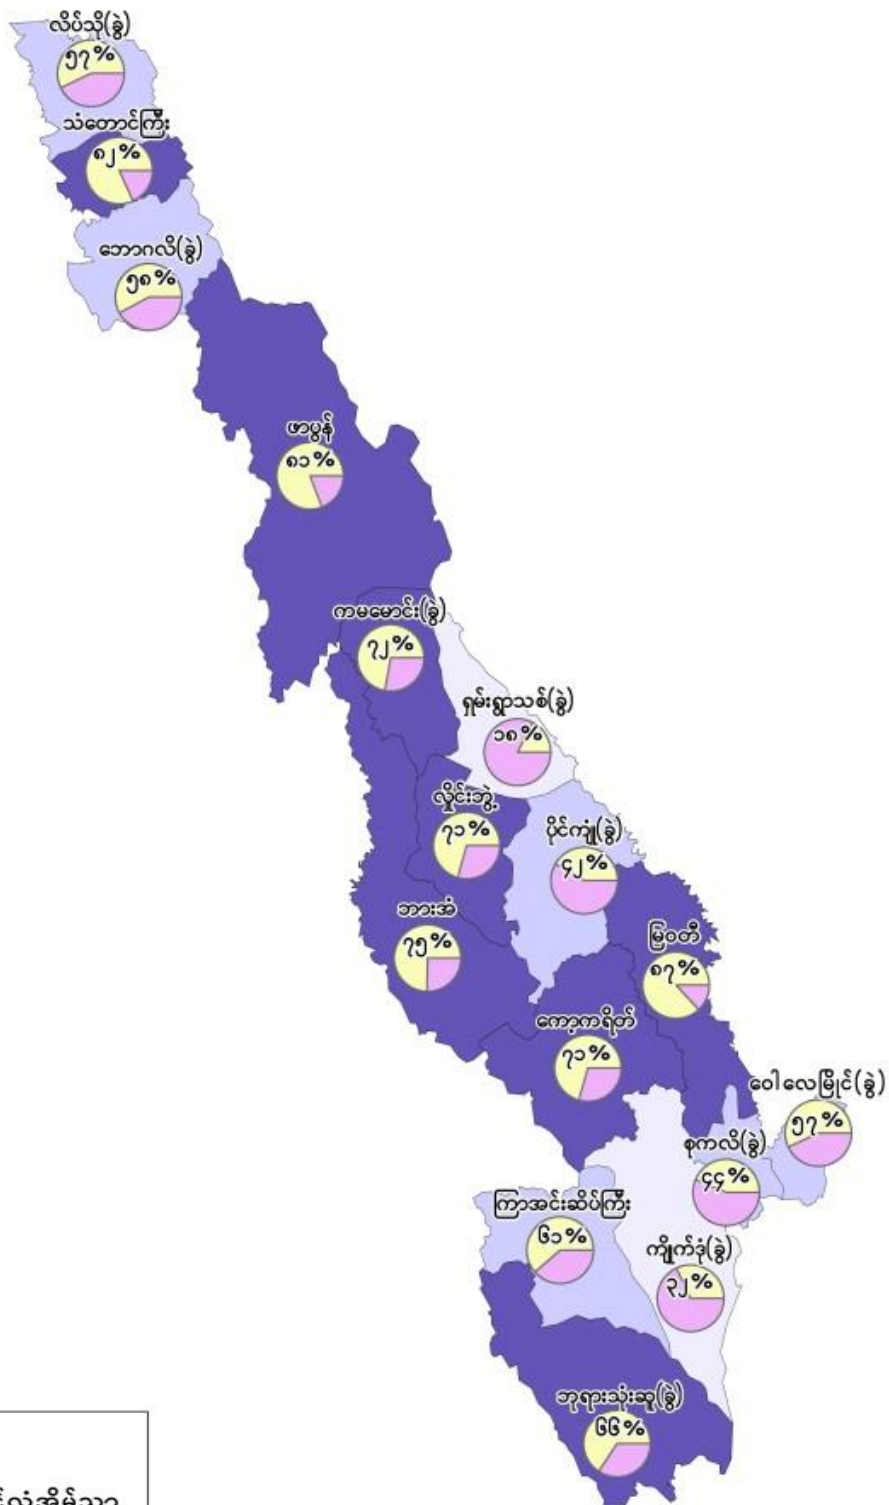 လိပ်သို(ခွဲ)
၅၇%
သံတောင်ကြီး
၈၂%
ဘောဂလိ(ခွဲ)
၅၈%
ဖာပွန်
၈၁%
ကမမောင်း(ခွဲ)
၇၂%
ရှမ်းရွာသစ်(ခွဲ)
၁၈%
လှိုင်းဘွဲ့
၇၁%
ပိုင်ကျုံ(ခွဲ)
၄၂%
ဘားအံ
၇၅%
မြဝတီ
၈၇%
ကော့ကရိတ်
၇၁%
ဝေါလေမြိုင်(ခွဲ)
၅၇%
စုကလိ(ခွဲ)
၄၄%
ကြာအင်းဆိပ်ကြီး
၆၁%
ကျိုက်ဒုံ(ခွဲ)
၃၂%
ဘုရားသုံးဆူ(ခွဲ)
၆၆%